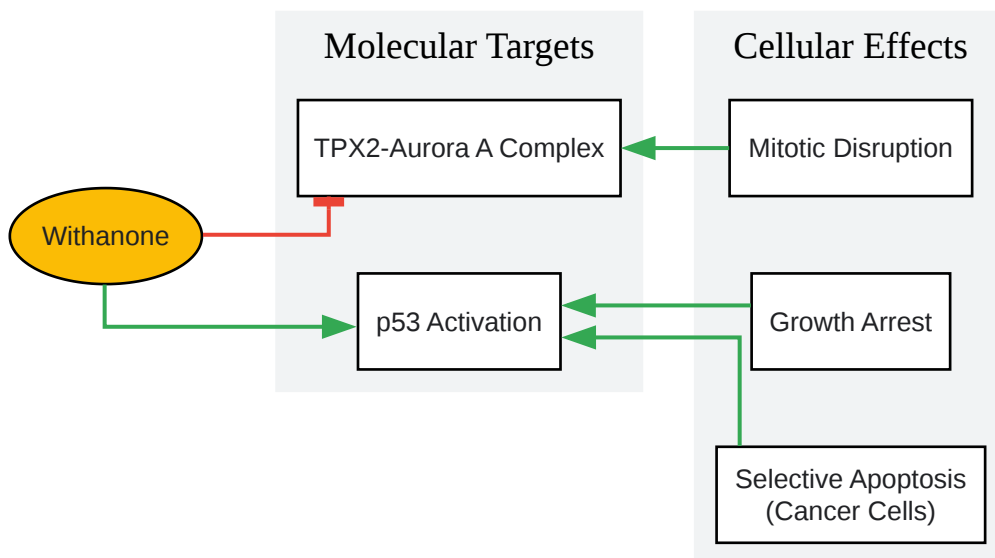 Molecular Targets
Cellular Effects
TPX2-Aurora A Complex
Mitotic Disruption
Withanone
p53 Activation
Growth Arrest
Selective Apoptosis
(Cancer Cells)